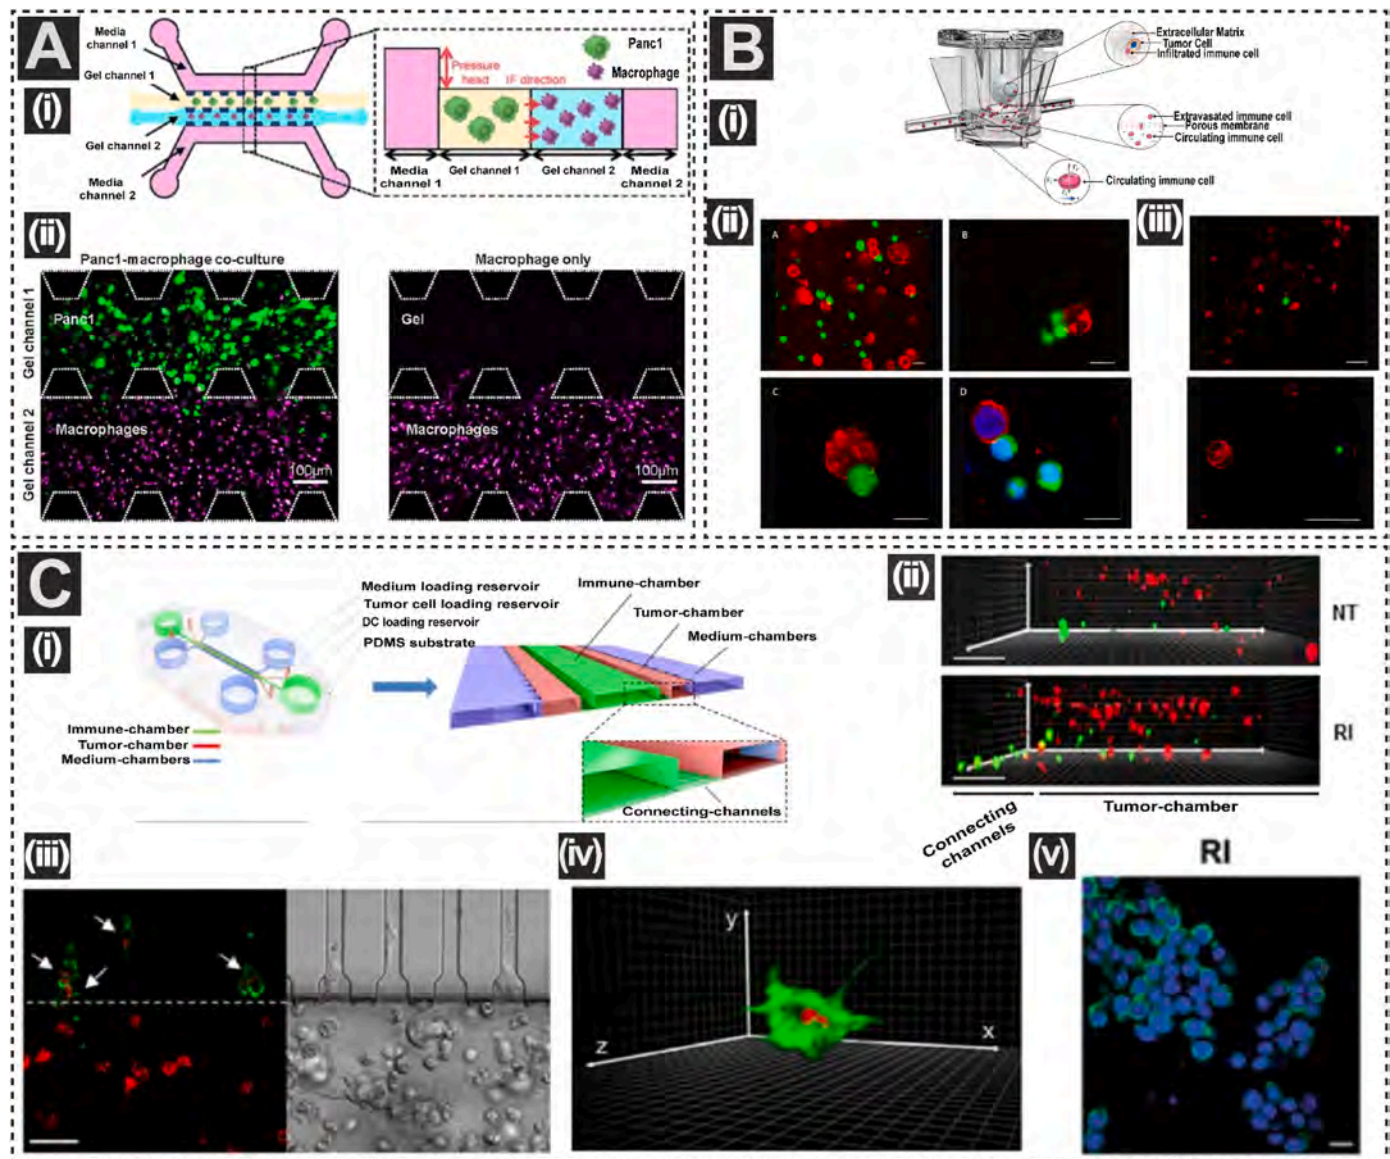 A
(i)
Media
channel 1
Gel channel 1
Gel channel 2
Media
channel 2
Pressure
head
IF direction
Panc1
Macrophage
Media
channel 1
Gel channel 1
Gel channel 2
Media
channel 2
(ii)
Panc1-macrophage co-culture
Macrophage only
Gel channel 1
Gel channel 2
Panc1
Macrophages
100µm
Gel
Macrophages
100µm
B
(i)
Extracellular Matrix
Tumor Cell
Infiltrated immune cell
Extravasated immune cell
Porous membrane
Circulating immune cell
Circulating immune cell
(ii)
A
B
C
D
(iii)
C
(i)
Medium loading reservoir
Tumor cell loading reservoir
DC loading reservoir
PDMS substrate
Immune-chamber
Tumor-chamber
Medium-chambers
Immune-chamber
Tumor-chamber
Medium-chambers
Connecting-channels
(ii)
NT
RI
Connecting
channels
Tumor-chamber
(iii)
(iv)
y
x
z
(v)
RI